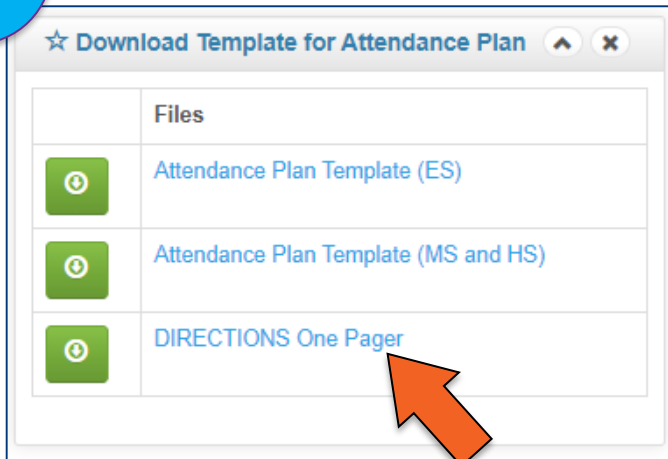 ☆ Download Template for Attendance Plan
Files
Attendance Plan Template (ES)
Attendance Plan Template (MS and HS)
DIRECTIONS One Pager